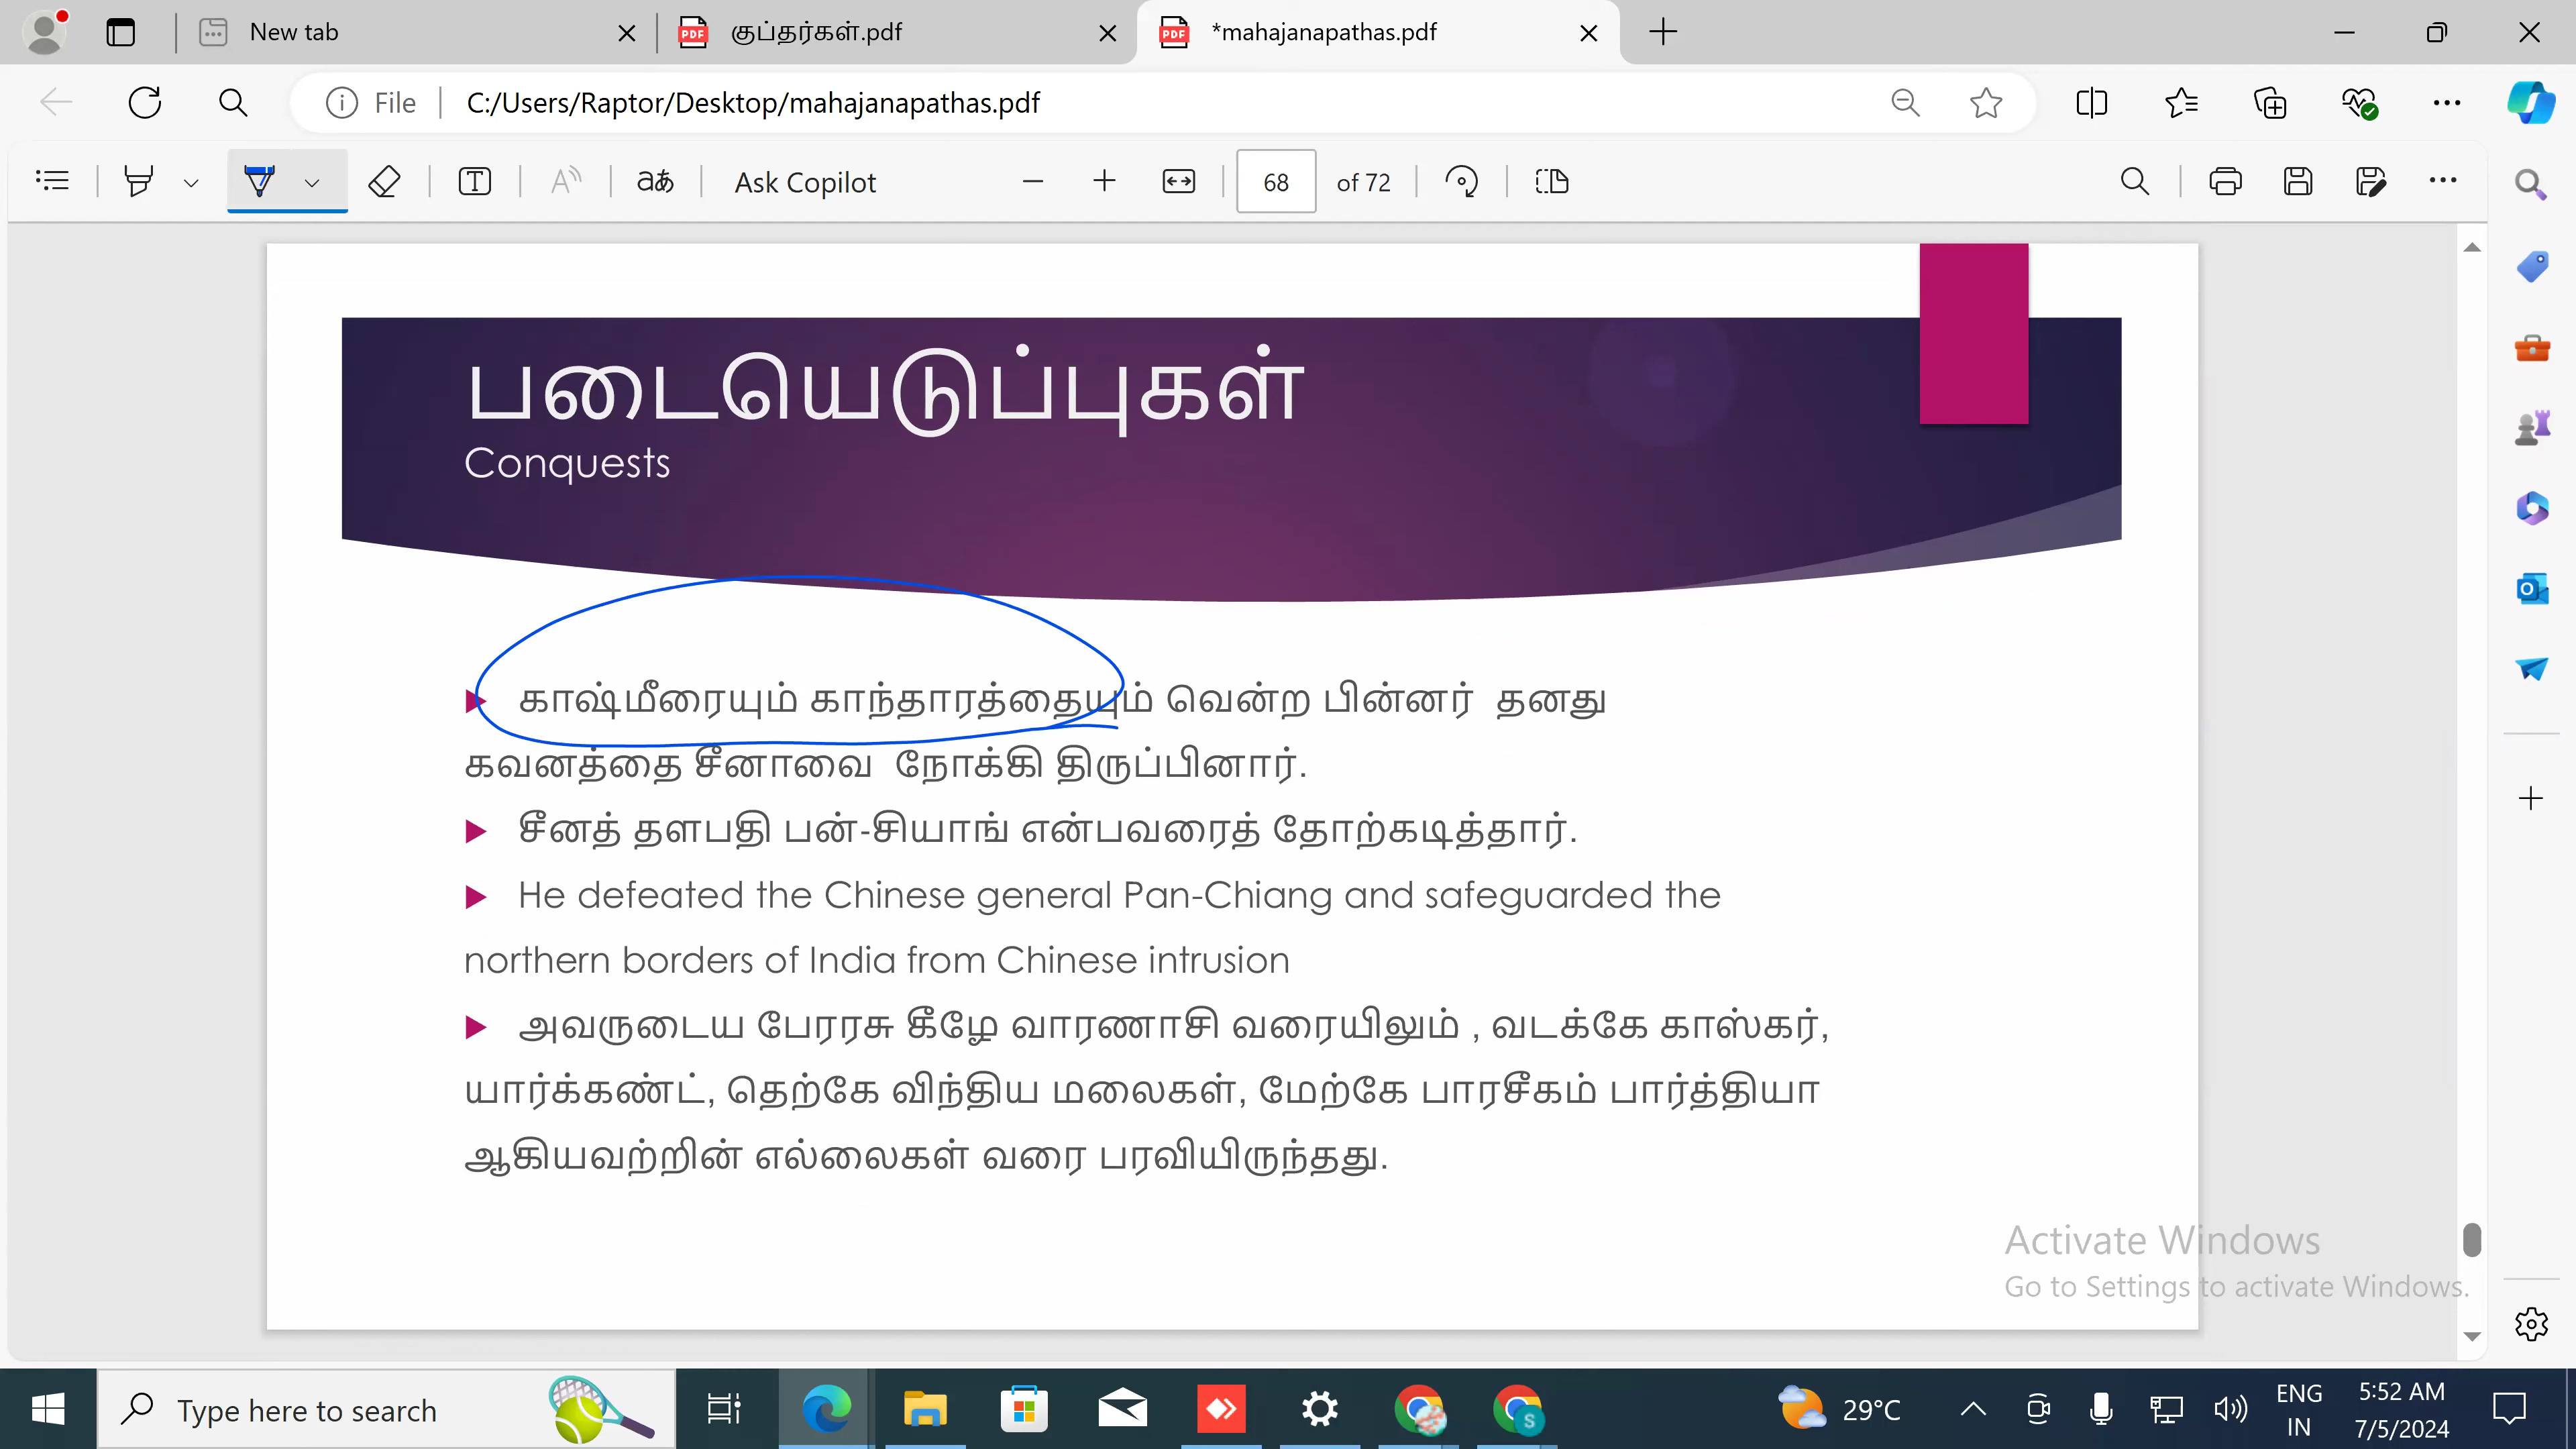 New tab
குப்தர்கள்.pdf
*mahajanapathas.pdf
File
C:/Users/Raptor/Desktop/mahajanapathas.pdf
aあ
Ask Copilot
68 of 72
படையெடுப்புகள்
Conquests
காஷ்மீரையும் காந்தாரத்தையும் வென்ற பின்னர் தனது
கவனத்தை சீனாவை நோக்கி திருப்பினார்.
சீனத் தளபதி பன்-சியாங் என்பவரைத் தோற்கடித்தார்.
He defeated the Chinese general Pan-Chiang and safeguarded the
northern borders of India from Chinese intrusion
அவருடைய பேரரசு கீழே வாரணாசி வரையிலும் , வடக்கே காஸ்கர்,
யார்க்கண்ட், தெற்கே விந்திய மலைகள், மேற்கே பாரசீகம் பார்த்தியா
ஆகியவற்றின் எல்லைகள் வரை பரவியிருந்தது.
Activate Windows
Go to Settings to activate Windows.
Type here to search
29°C
ENG
IN
5:52 AM
7/5/2024